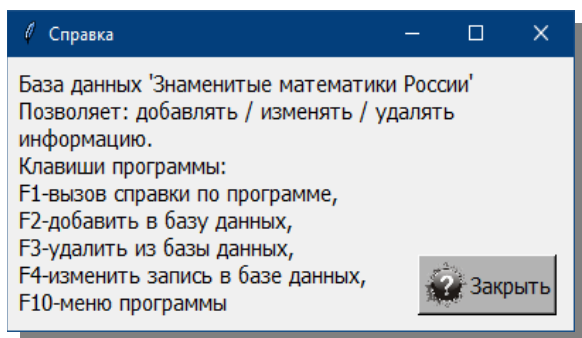 Справка
База данных 'Знаменитые математики России'
Позволяет: добавлять / изменять / удалять
информацию.
Клавиши программы:
F1-вызов справки по программе,
F2-добавить в базу данных,
F3-удалить из базы данных,
F4-изменить запись в базе данных,
F10-меню программы
? Закрыть